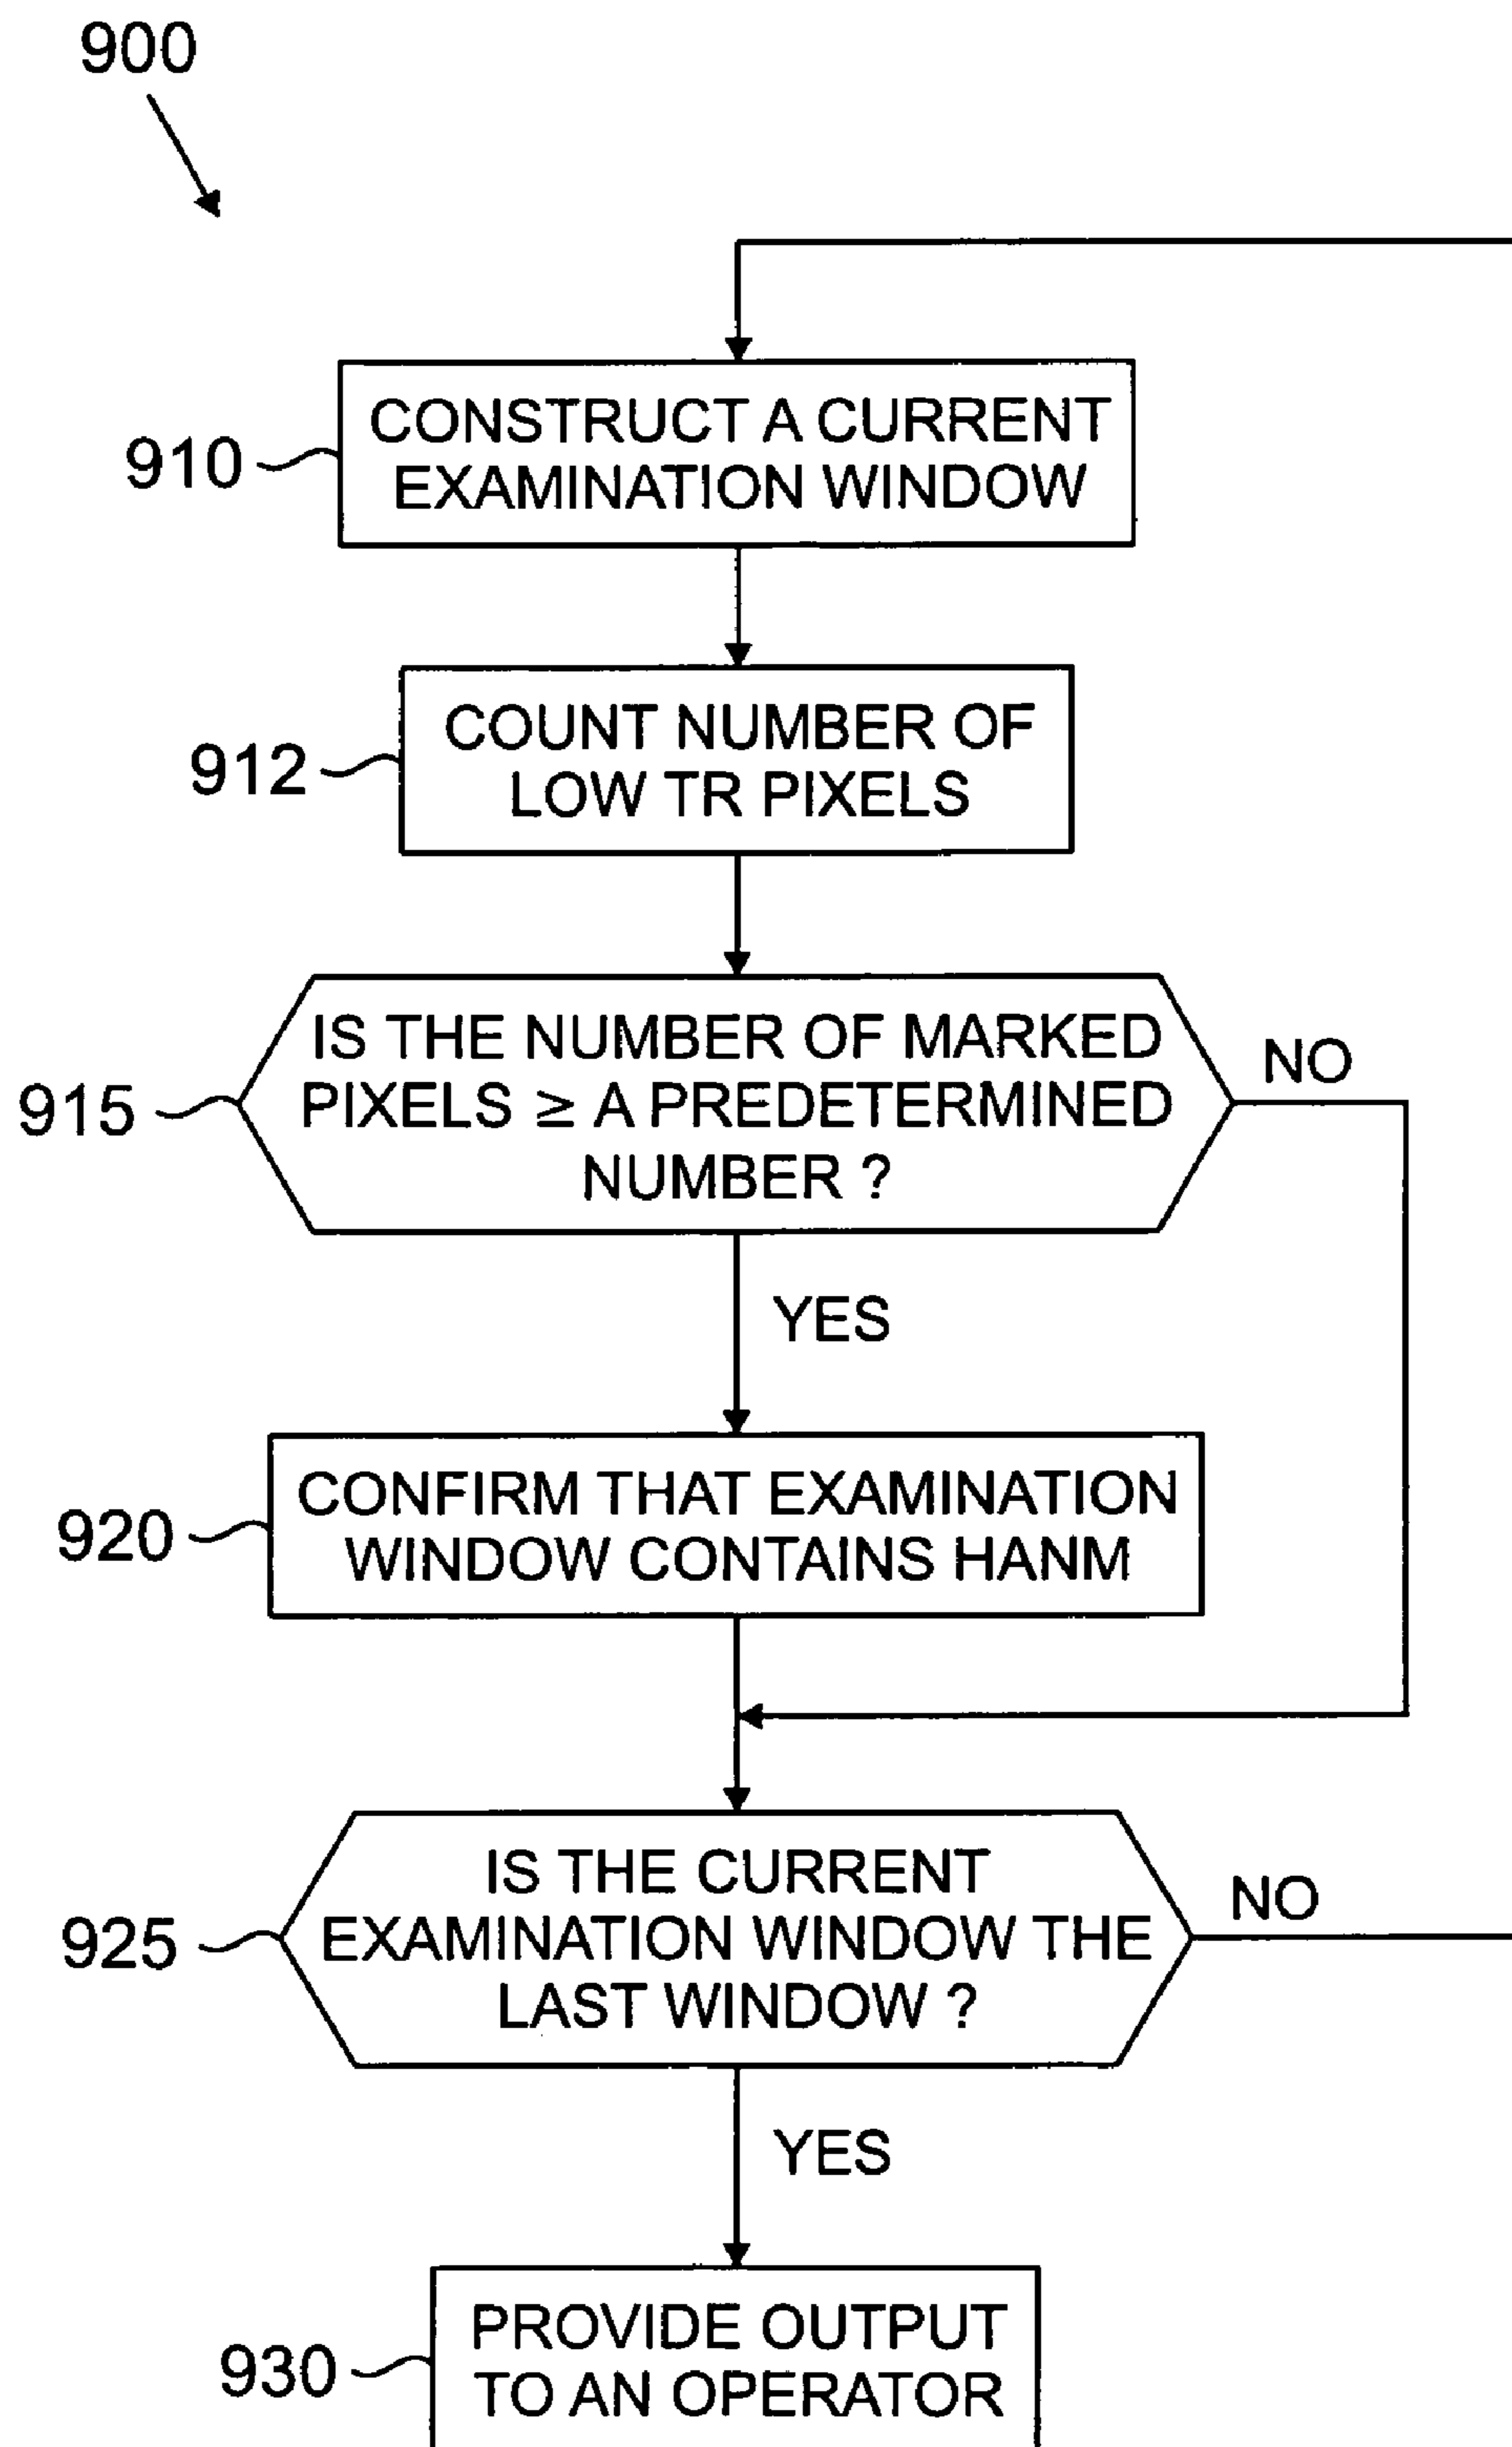 900
910
CONSTRUCT A CURRENT
EXAMINATION WINDOW
912
COUNT NUMBER OF
LOW TR PIXELS
915
IS THE NUMBER OF MARKED
PIXELS ≥ A PREDETERMINED
NUMBER ?
NO
YES
920
CONFIRM THAT EXAMINATION
WINDOW CONTAINS HANM
925
IS THE CURRENT
EXAMINATION WINDOW THE
LAST WINDOW ?
NO
YES
930
PROVIDE OUTPUT
TO AN OPERATOR